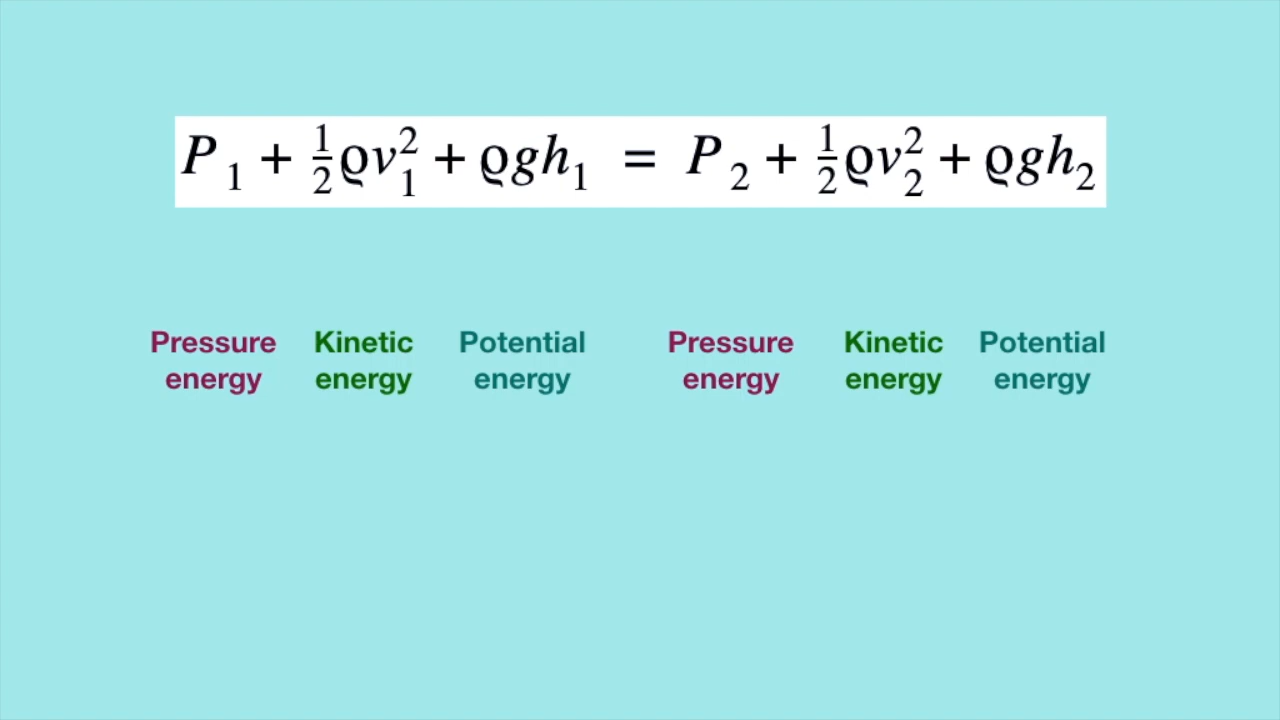 P₁ + ½ϱv₁² + ϱgh₁ = P₂ + ½ϱv₂² + ϱgh₂
Pressure energy
Kinetic energy
Potential energy
Pressure energy
Kinetic energy
Potential energy